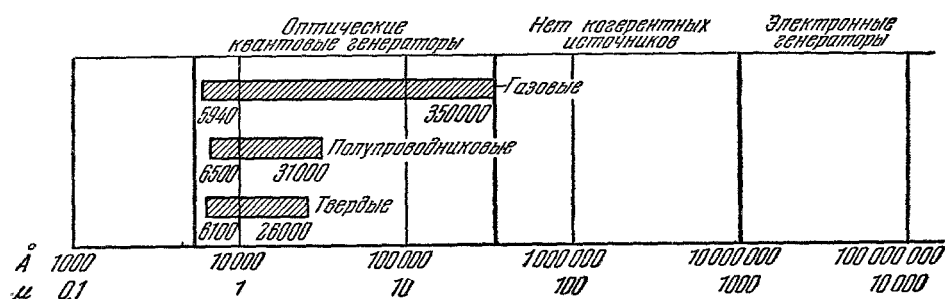 Оптические квантовые генераторы
Нет когерентных источников
Электронные генераторы
Газовые
5940 350000
Полупроводниковые
6500 31000
Твердые
6100 26000
Å 1000 10000 100000 1000000 10000000 100000000
μ 0,1 1 10 100 1000 10000